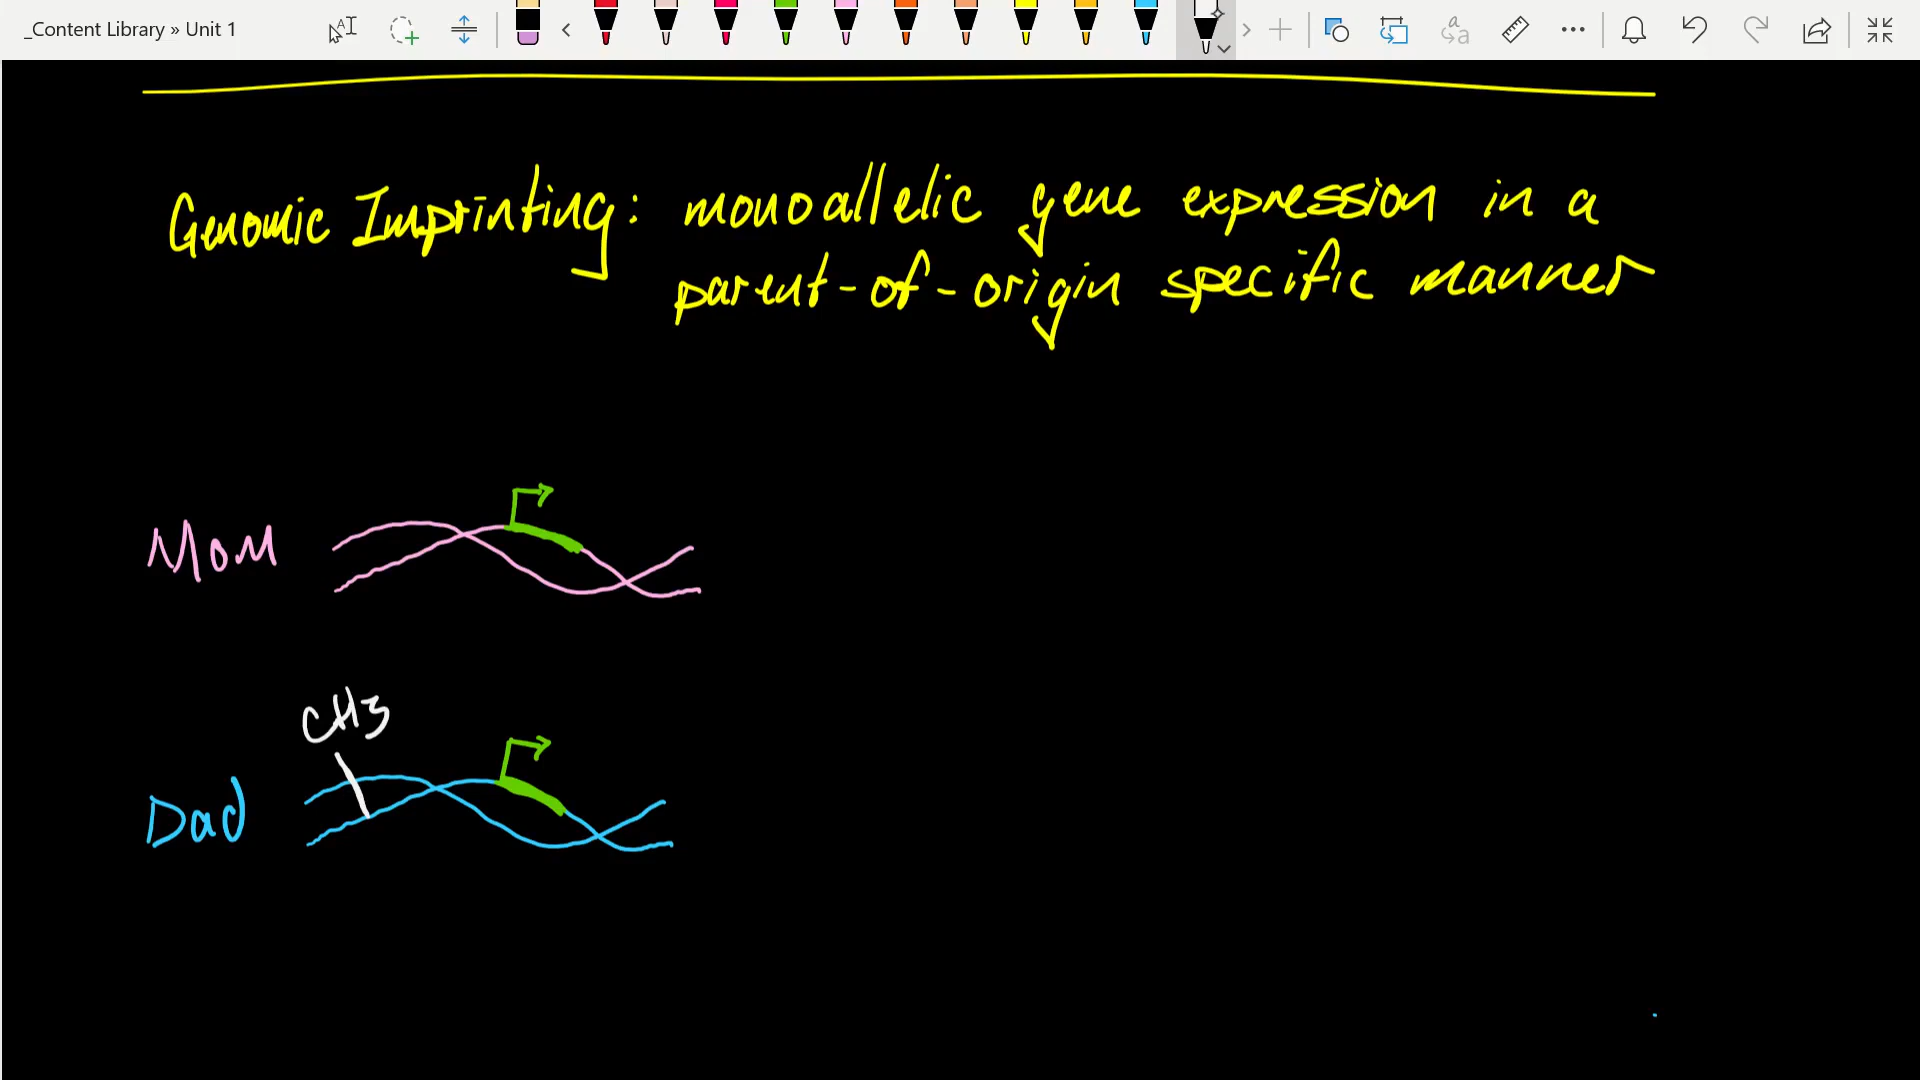 _Content Library » Unit 1
Genomic Imprinting: monoallelic gene expression in a
parent-of-origin specific manner
Mom
CH3
Dad